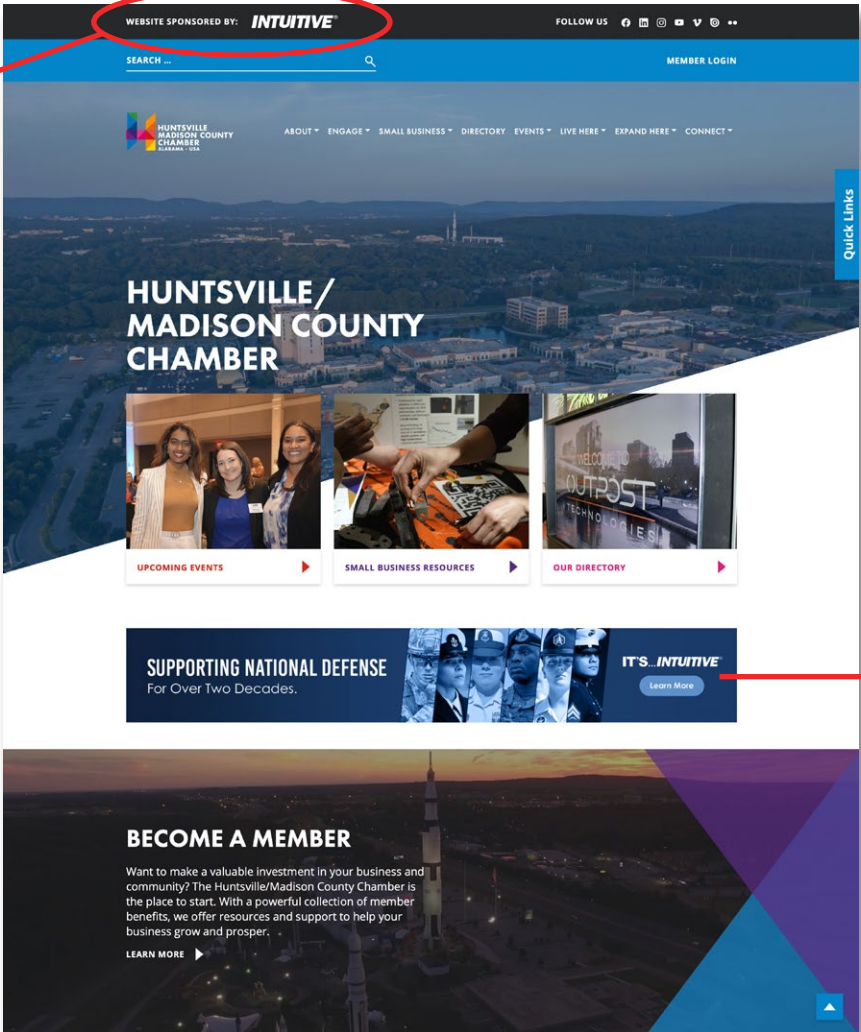 WEBSITE SPONSORED BY: INTUITIVE®
FOLLOW US
SEARCH ...
MEMBER LOGIN
HUNTSVILLE
MADISON COUNTY
CHAMBER
ALABAMA - USA
ABOUT ENGAGE SMALL BUSINESS DIRECTORY EVENTS LIVE HERE EXPAND HERE CONNECT
Quick Links
HUNTSVILLE/
MADISON COUNTY
CHAMBER
WELCOME TO
OUTPOST
TECHNOLOGIES
UPCOMING EVENTS
SMALL BUSINESS RESOURCES
OUR DIRECTORY
SUPPORTING NATIONAL DEFENSE
For Over Two Decades.
IT'S...INTUITIVE®
Learn More
BECOME A MEMBER
Want to make a valuable investment in your business and
community? The Huntsville/Madison County Chamber is
the place to start. With a powerful collection of member
benefits, we offer resources and support to help your
business grow and prosper.
LEARN MORE